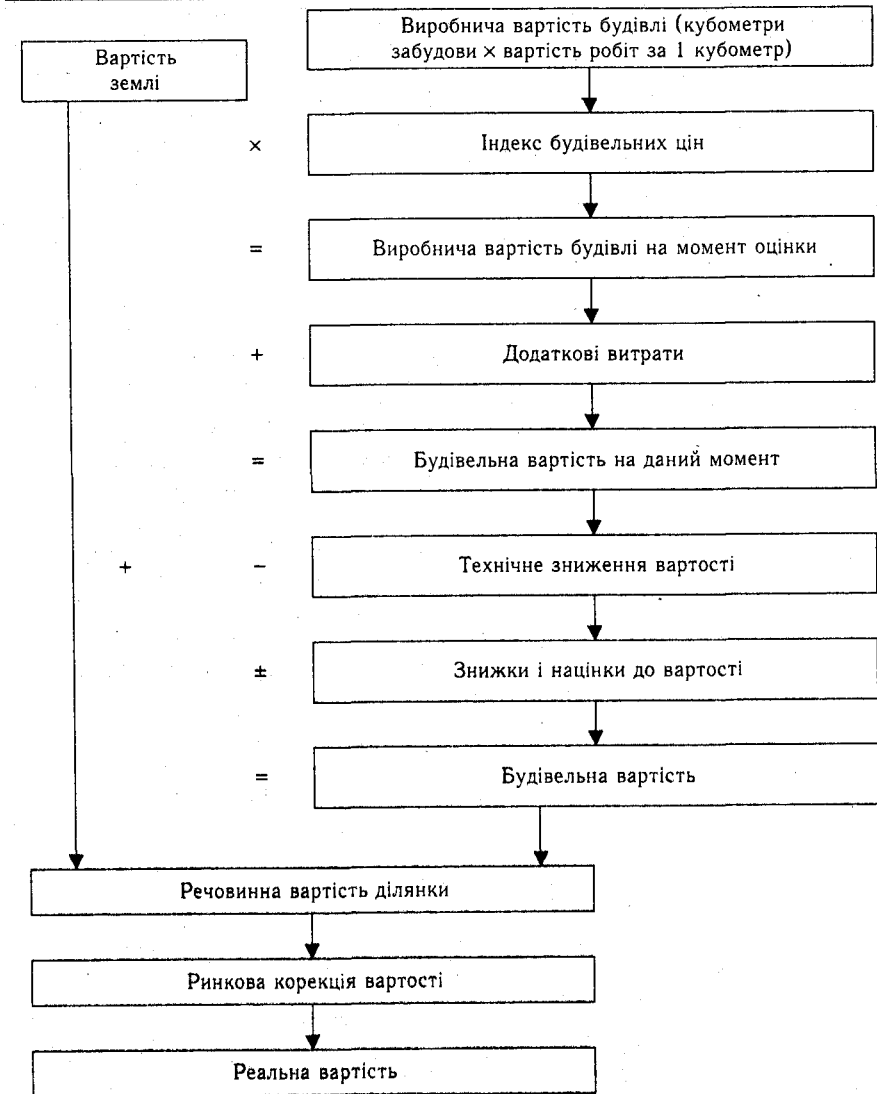 Вартість
землі
Виробнича вартість будівлі (кубометри
забудови × вартість робіт за 1 кубометр)
× Індекс будівельних цін
= Виробнича вартість будівлі на момент оцінки
+ Додаткові витрати
= Будівельна вартість на даний момент
+ − Технічне зниження вартості
± Знижки і націнки до вартості
= Будівельна вартість
Речовинна вартість ділянки
Ринкова корекція вартості
Реальна вартість